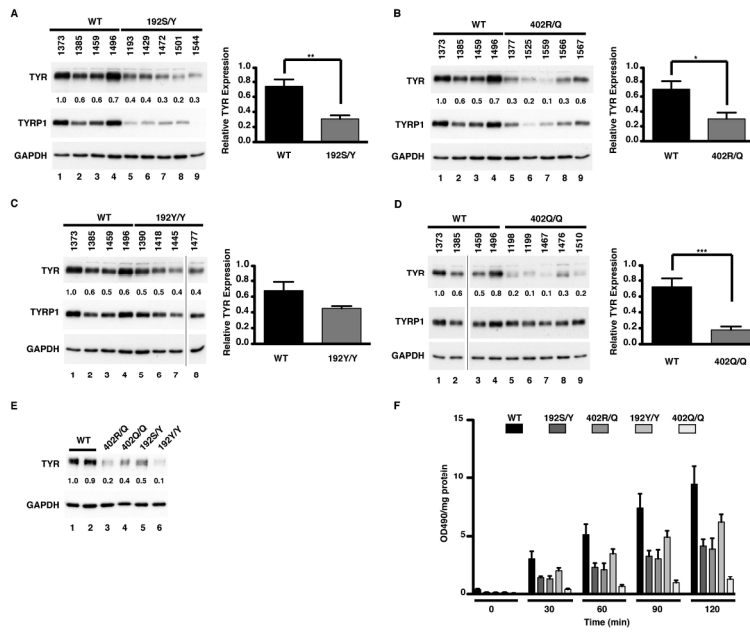 A
WT 192S/Y
1373 1385 1459 1496 1193 1429 1472 1501 1544
TYR
1.0 0.6 0.6 0.7 0.4 0.4 0.3 0.2 0.3
TYRP1
GAPDH
1 2 3 4 5 6 7 8 9
Relative TYR Expression
1.0
0.8
0.6
0.4
0.2
0.0
**
WT 192S/Y
B
WT 402R/Q
1373 1385 1459 1496 1377 1525 1559 1566 1567
TYR
1.0 0.6 0.5 0.7 0.3 0.2 0.1 0.3 0.6
TYRP1
GAPDH
1 2 3 4 5 6 7 8 9
Relative TYR Expression
1.0
0.8
0.6
0.4
0.2
0.0
*
WT 402R/Q
C
WT 192Y/Y
1373 1385 1459 1496 1390 1418 1445 1477
TYR
1.0 0.6 0.5 0.6 0.5 0.5 0.4 0.4
TYRP1
GAPDH
1 2 3 4 5 6 7 8
Relative TYR Expression
1.0
0.8
0.6
0.4
0.2
0.0
WT 192Y/Y
D
WT 402Q/Q
1373 1385 1459 1496 1198 1199 1467 1476 1510
TYR
1.0 0.6 0.5 0.8 0.2 0.1 0.1 0.3 0.2
TYRP1
GAPDH
1 2 3 4 5 6 7 8 9
Relative TYR Expression
1.0
0.8
0.6
0.4
0.2
0.0
***
WT 402Q/Q
E
WT 402R/Q 402Q/Q 192S/Y 192Y/Y
TYR
1.0 0.9 0.2 0.4 0.5 0.1
GAPDH
1 2 3 4 5 6
F
WT 192S/Y 402R/Q 192Y/Y 402Q/Q
OD490/mg protein
15
10
5
0
0 30 60 90 120
Time (min)